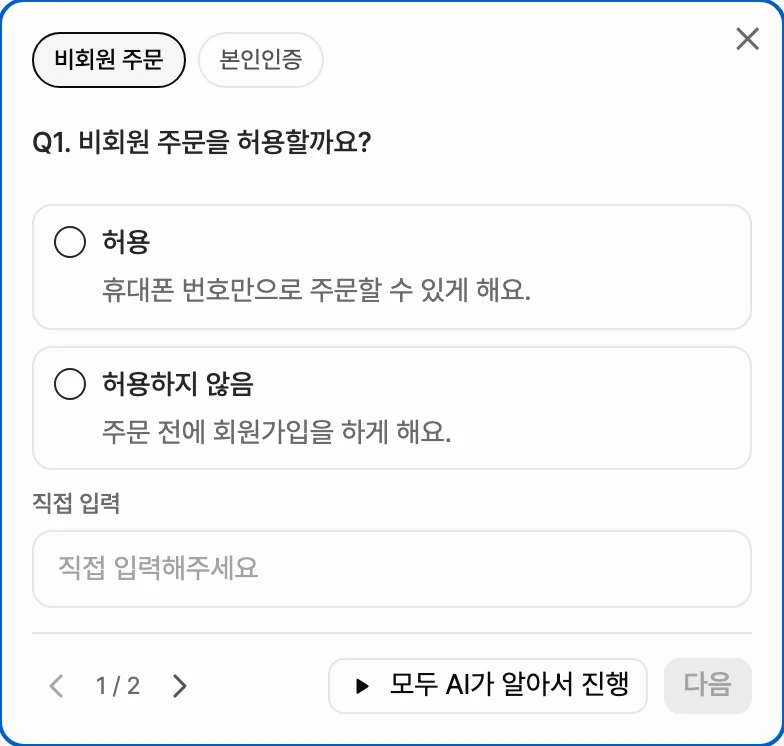 비회원 주문
본인인증
Q1. 비회원 주문을 허용할까요?
허용
휴대폰 번호만으로 주문할 수 있게 해요.
허용하지 않음
주문 전에 회원가입을 하게 해요.
직접 입력
직접 입력해주세요
1 / 2
모두 AI가 알아서 진행
다음